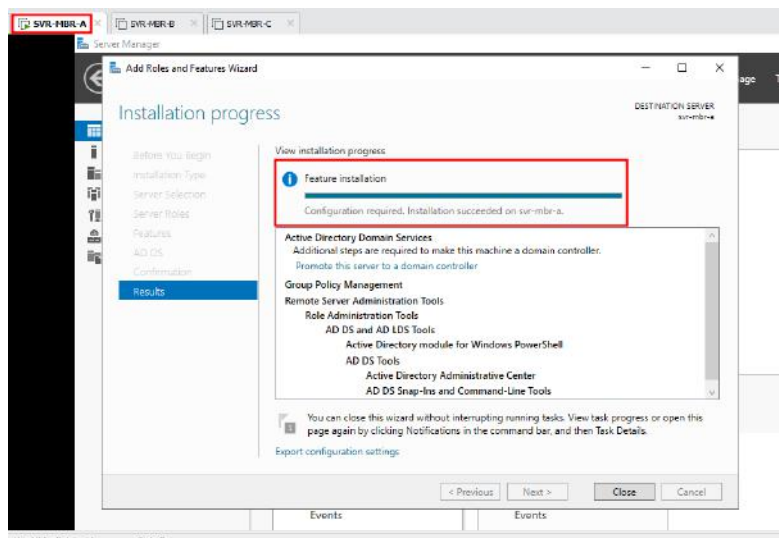 SVR-MBR-A
SVR-MBR-B
SVR-MBR-C
Server Manager
Add Roles and Features Wizard
Installation progress
DESTINATION SERVER
svr-mbr-a
Before You Begin
Installation Type
Server Selection
Server Roles
Features
AD DS
Confirmation
Results
View installation progress
Feature installation
Configuration required. Installation succeeded on svr-mbr-a.
Active Directory Domain Services
Additional steps are required to make this machine a domain controller.
Promote this server to a domain controller
Group Policy Management
Remote Server Administration Tools
Role Administration Tools
AD DS and AD LDS Tools
Active Directory module for Windows PowerShell
AD DS Tools
Active Directory Administrative Center
AD DS Snap-Ins and Command-Line Tools
You can close this wizard without interrupting running tasks. View task progress or open this
page again by clicking Notifications in the command bar, and then Task Details.
Export configuration settings
< Previous
Next >
Close
Cancel
Events
Events